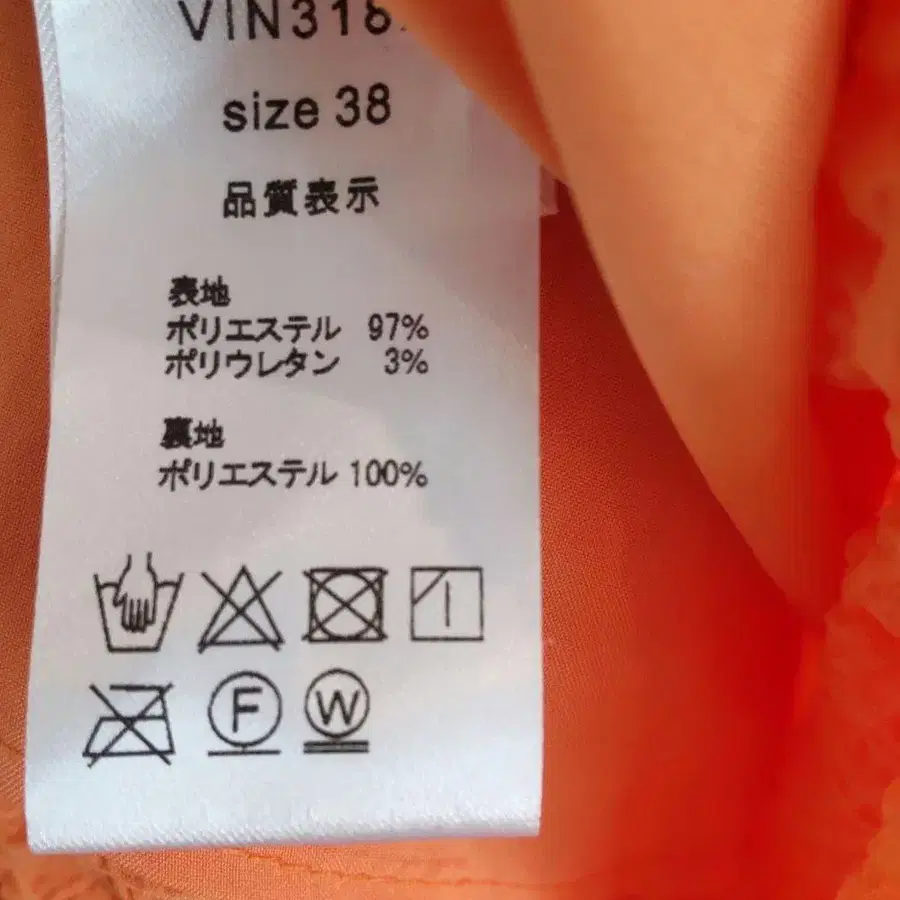 size 38
品質表示
表地
ポリエステル 97%
ポリウレタン 3%
裏地
ポリエステル 100%
F W